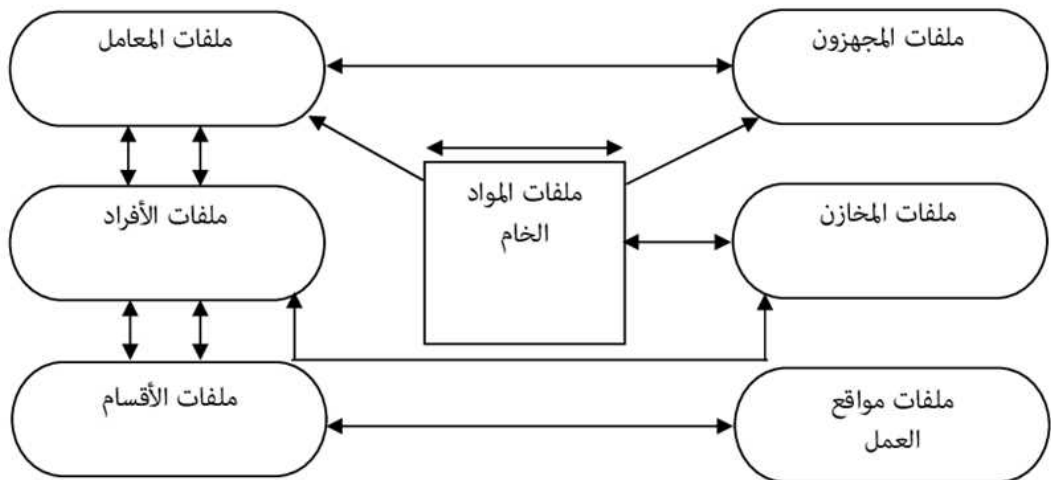 ملفات المجهزون
ملفات المعامل
ملفات المواد
الخام
ملفات المخازن
ملفات الأفراد
ملفات مواقع
العمل
ملفات الأقسام